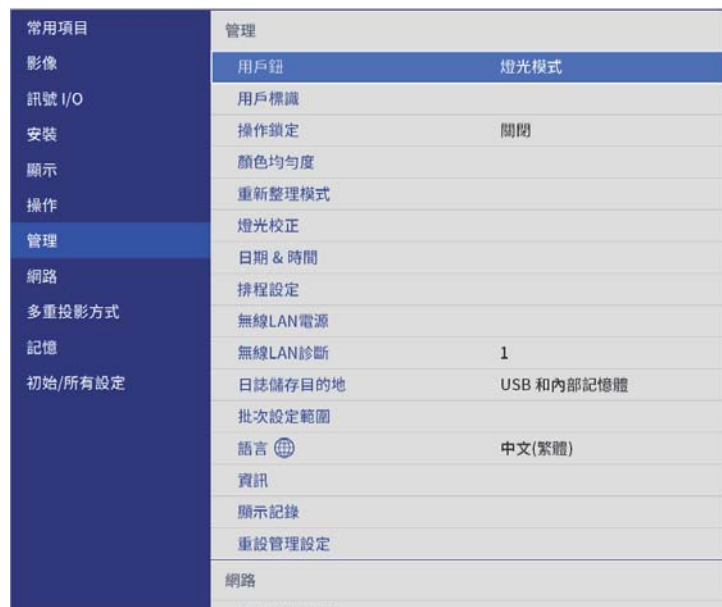 常用項目
影像
訊號 I/O
安裝
顯示
操作
管理
網路
多重投影方式
記憶
初始/所有設定
管理
用戶鈕 燈光模式
用戶標識
操作鎖定 關閉
顏色均勻度
重新整理模式
燈光校正
日期 & 時間
排程設定
無線LAN電源
無線LAN診斷 1
日誌儲存目的地 USB 和內部記憶體
批次設定範圍
語言 中文(繁體)
資訊
顯示記錄
重設管理設定
網路